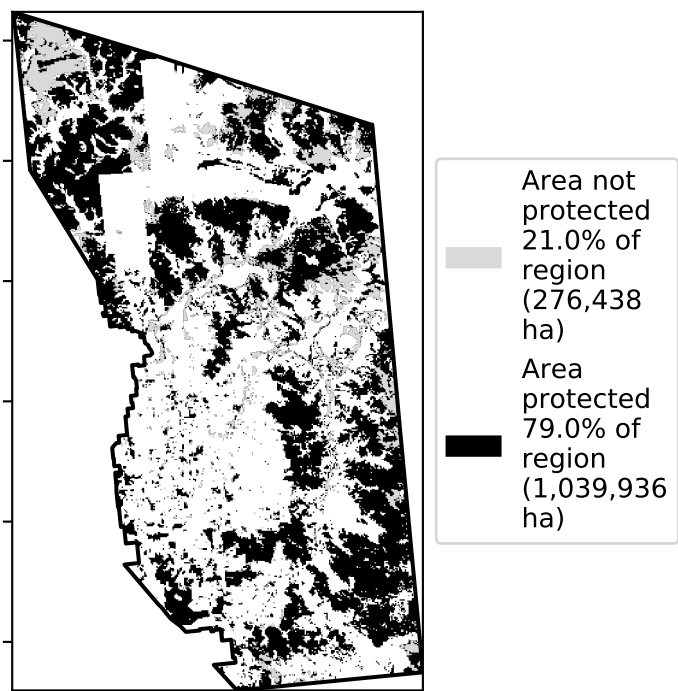 Area not
protected
21.0% of
region
(276,438
ha)
Area
protected
79.0% of
region
(1,039,936
ha)